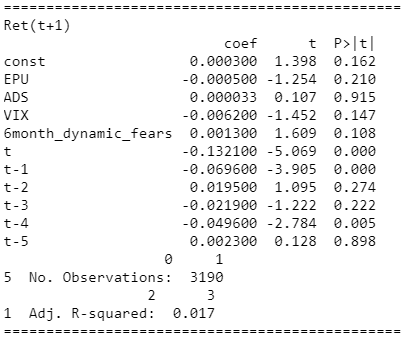 ==================================================
Ret(t+1)
coef t P>|t|
const 0.000300 1.398 0.162
EPU -0.000500 -1.254 0.210
ADS 0.000033 0.107 0.915
VIX -0.006200 -1.452 0.147
6month_dynamic_fears 0.001300 1.609 0.108
t -0.132100 -5.069 0.000
t-1 -0.069600 -3.905 0.000
t-2 0.019500 1.095 0.274
t-3 -0.021900 -1.222 0.222
t-4 -0.049600 -2.784 0.005
t-5 0.002300 0.128 0.898
0 1
5 No. Observations: 3190
2 3
1 Adj. R-squared: 0.017
==================================================